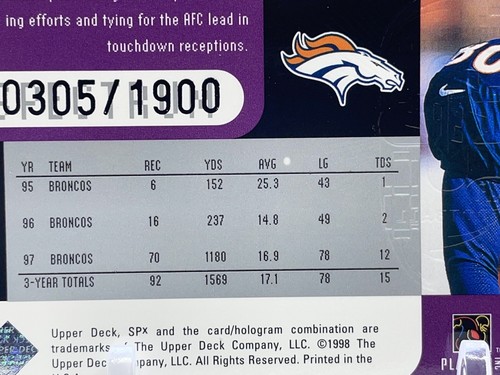 ing efforts and tying for the AFC lead in
touchdown receptions.
0305/1900
YR TEAM REC YDS AVG LG TDS
95 BRONCOS 6 152 25.3 43 1
96 BRONCOS 16 237 14.8 49 2
97 BRONCOS 70 1180 16.9 78 12
3-YEAR TOTALS 92 1569 17.1 78 15
Upper Deck, SPx and the card/hologram combination are
trademarks of The Upper Deck Company, LLC. ©1998 The
Upper Deck Company, LLC. All Rights Reserved. Printed in the